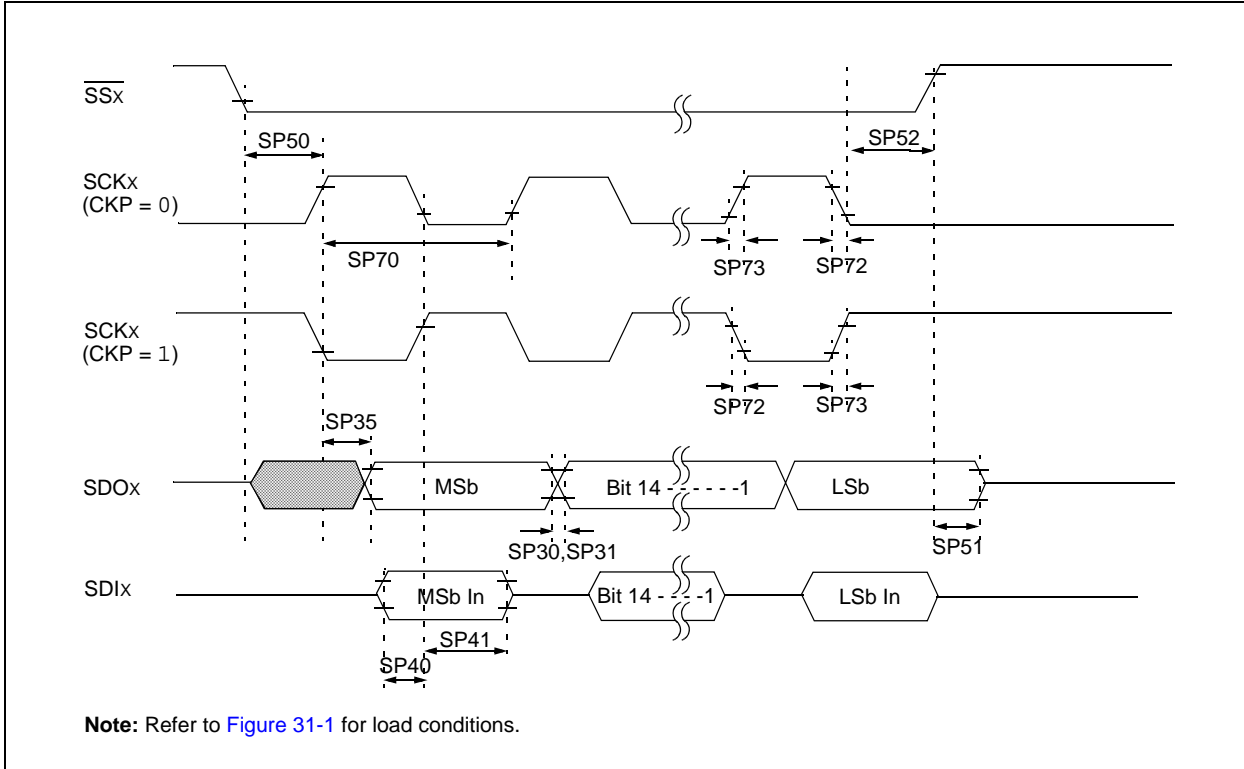 SSX
SP50
SP52
SCKX
(CKP = 0)
SP70
SP73
SP72
SCKX
(CKP = 1)
SP72
SP73
SP35
SDOX
MSb
Bit 14 - - - - - -1
LSb
SP30,SP31
SP51
SDIX
MSb In
Bit 14 - - - -1
LSb In
SP41
SP40
Note: Refer to Figure 31-1 for load conditions.